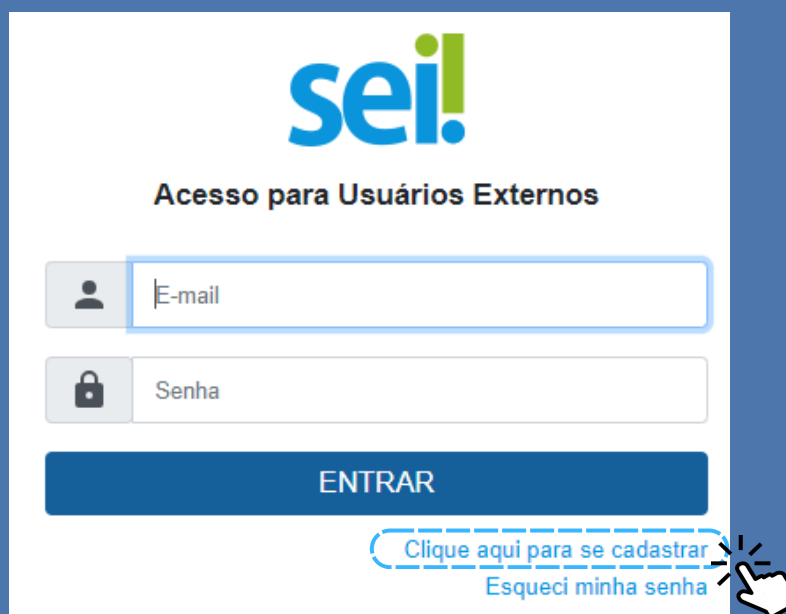 sei!
Acesso para Usuários Externos
E-mail
Senha
ENTRAR
Clique aqui para se cadastrar
Esqueci minha senha